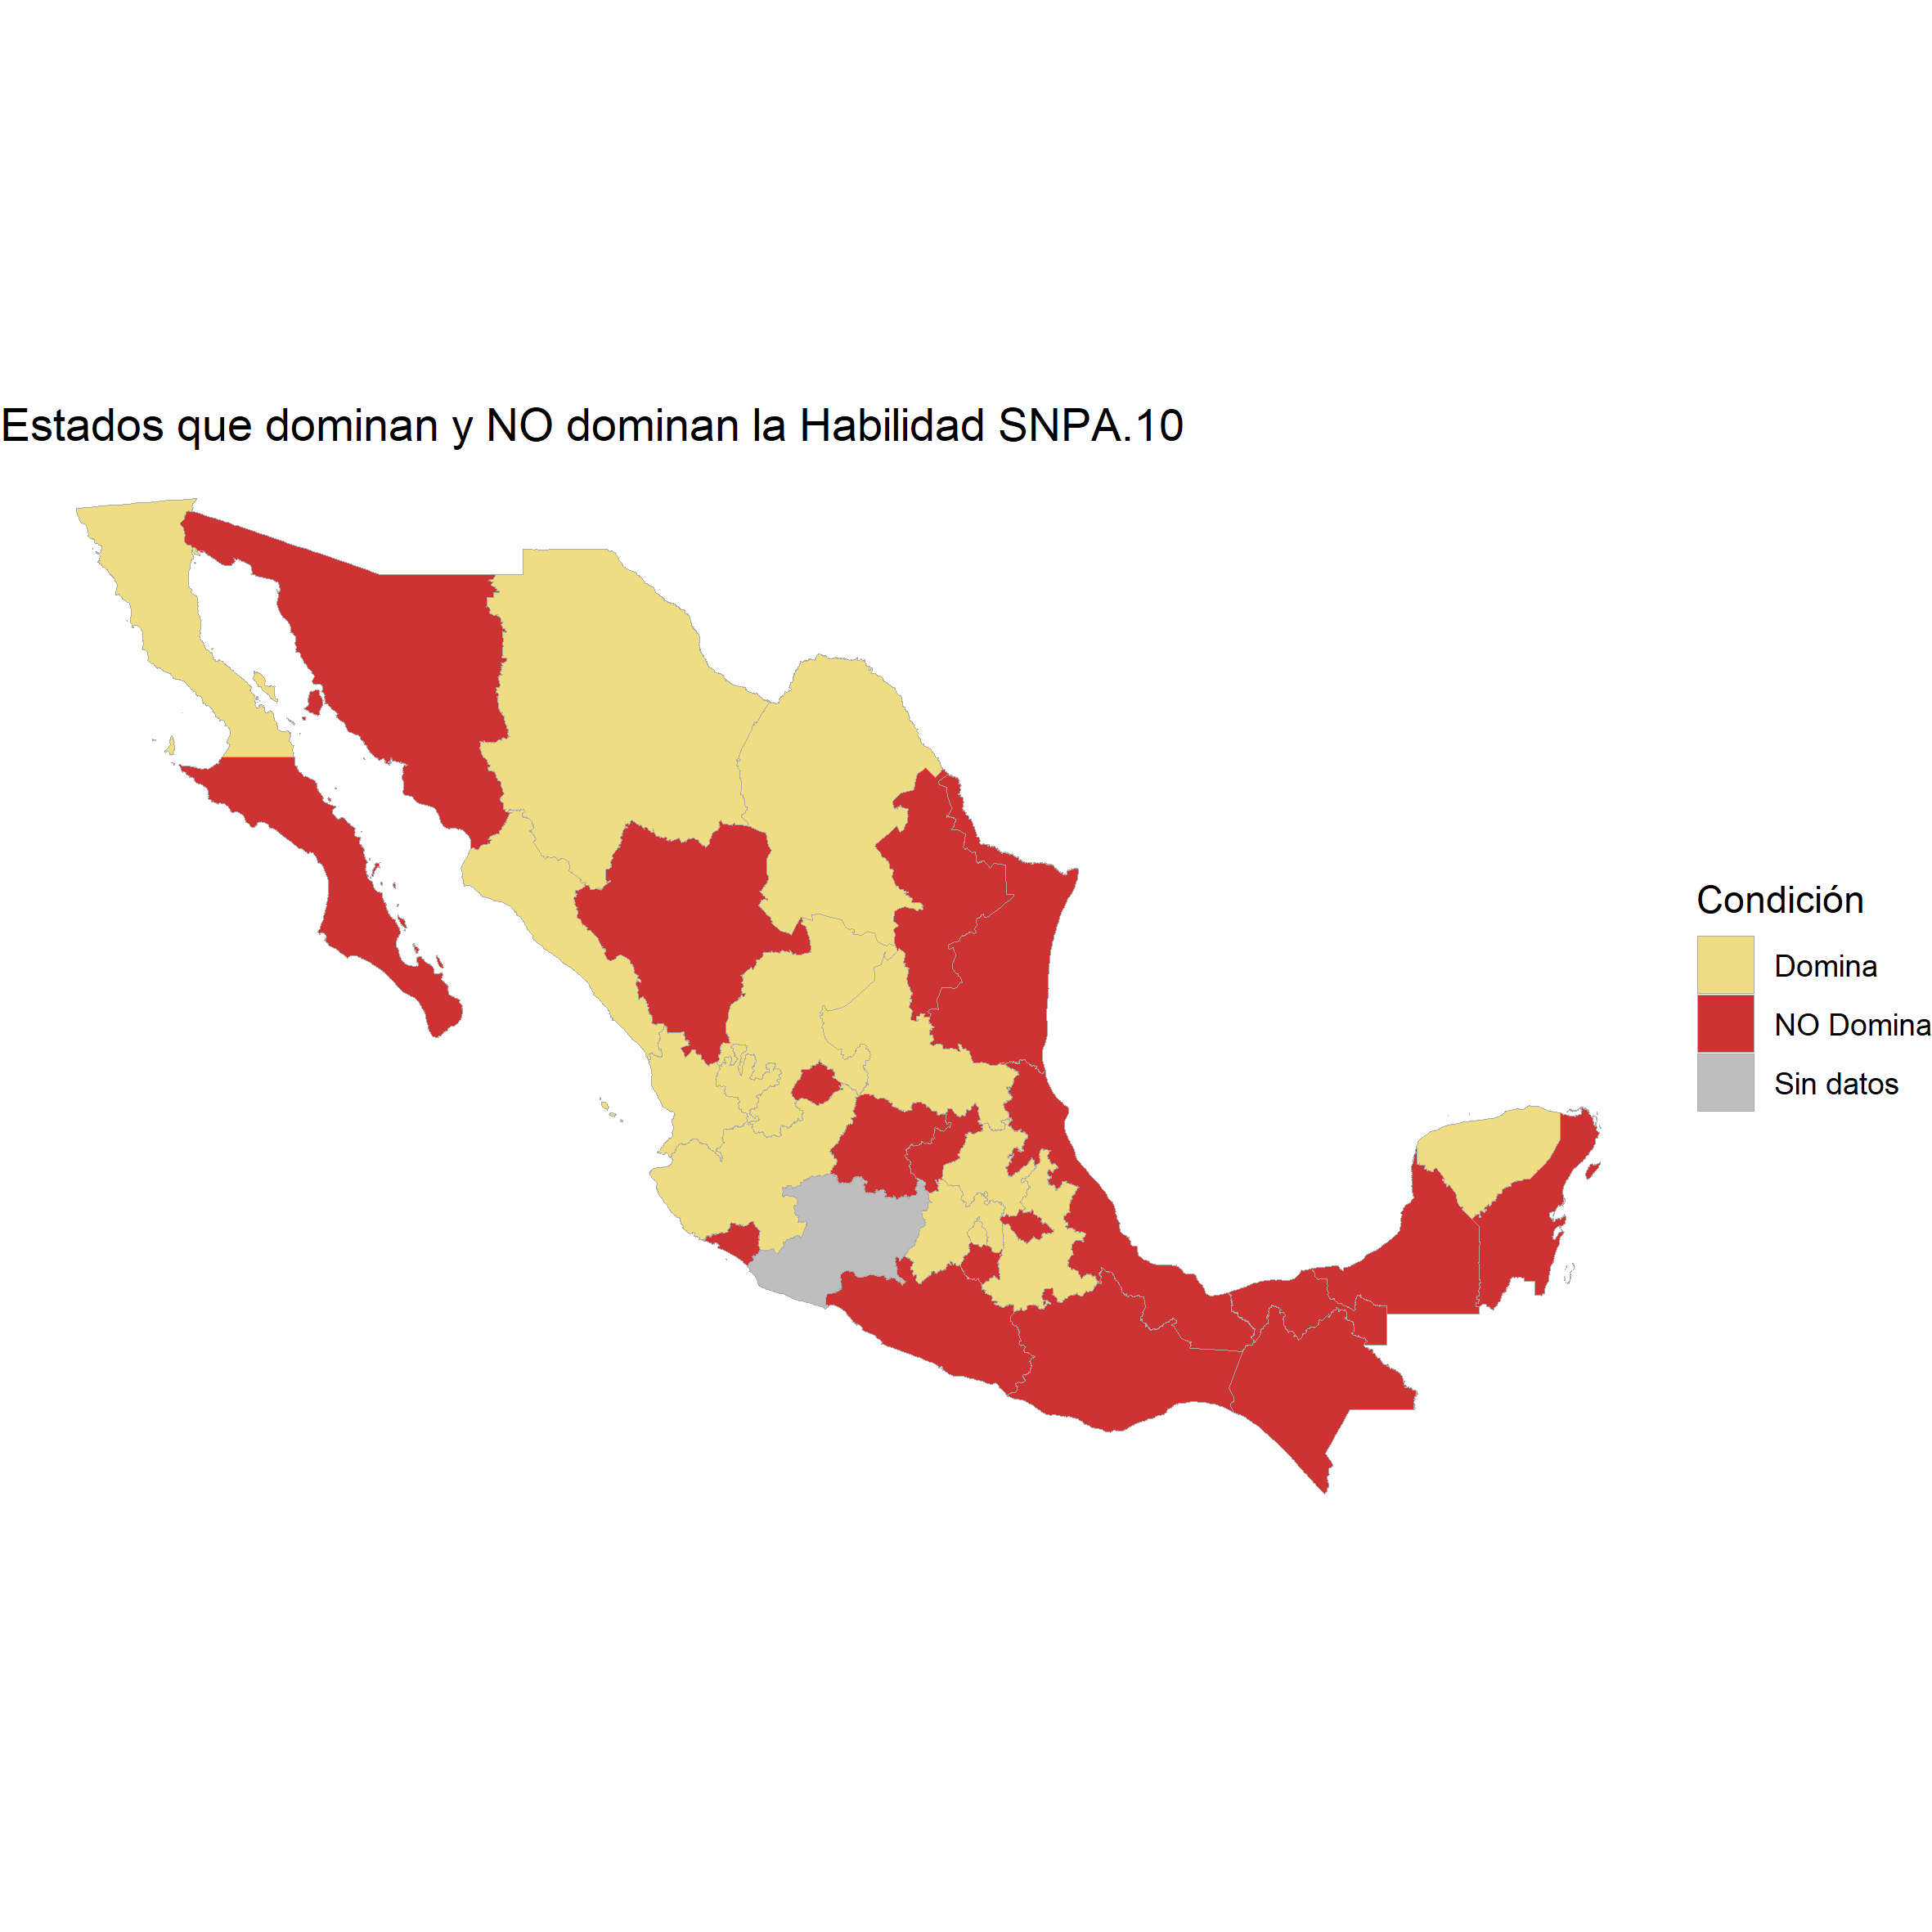 Estados que dominan y NO dominan la Habilidad SNPA.10
Condición
Domina
NO Domina
Sin datos